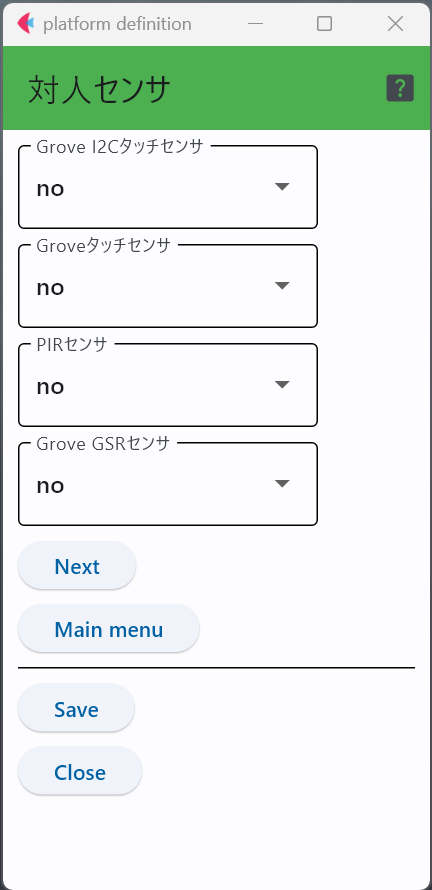 platform definition
対人センサ
Grove I2Cタッチセンサ
no
Groveタッチセンサ
no
PIRセンサ
no
Grove GSRセンサ
no
Next
Main menu
Save
Close